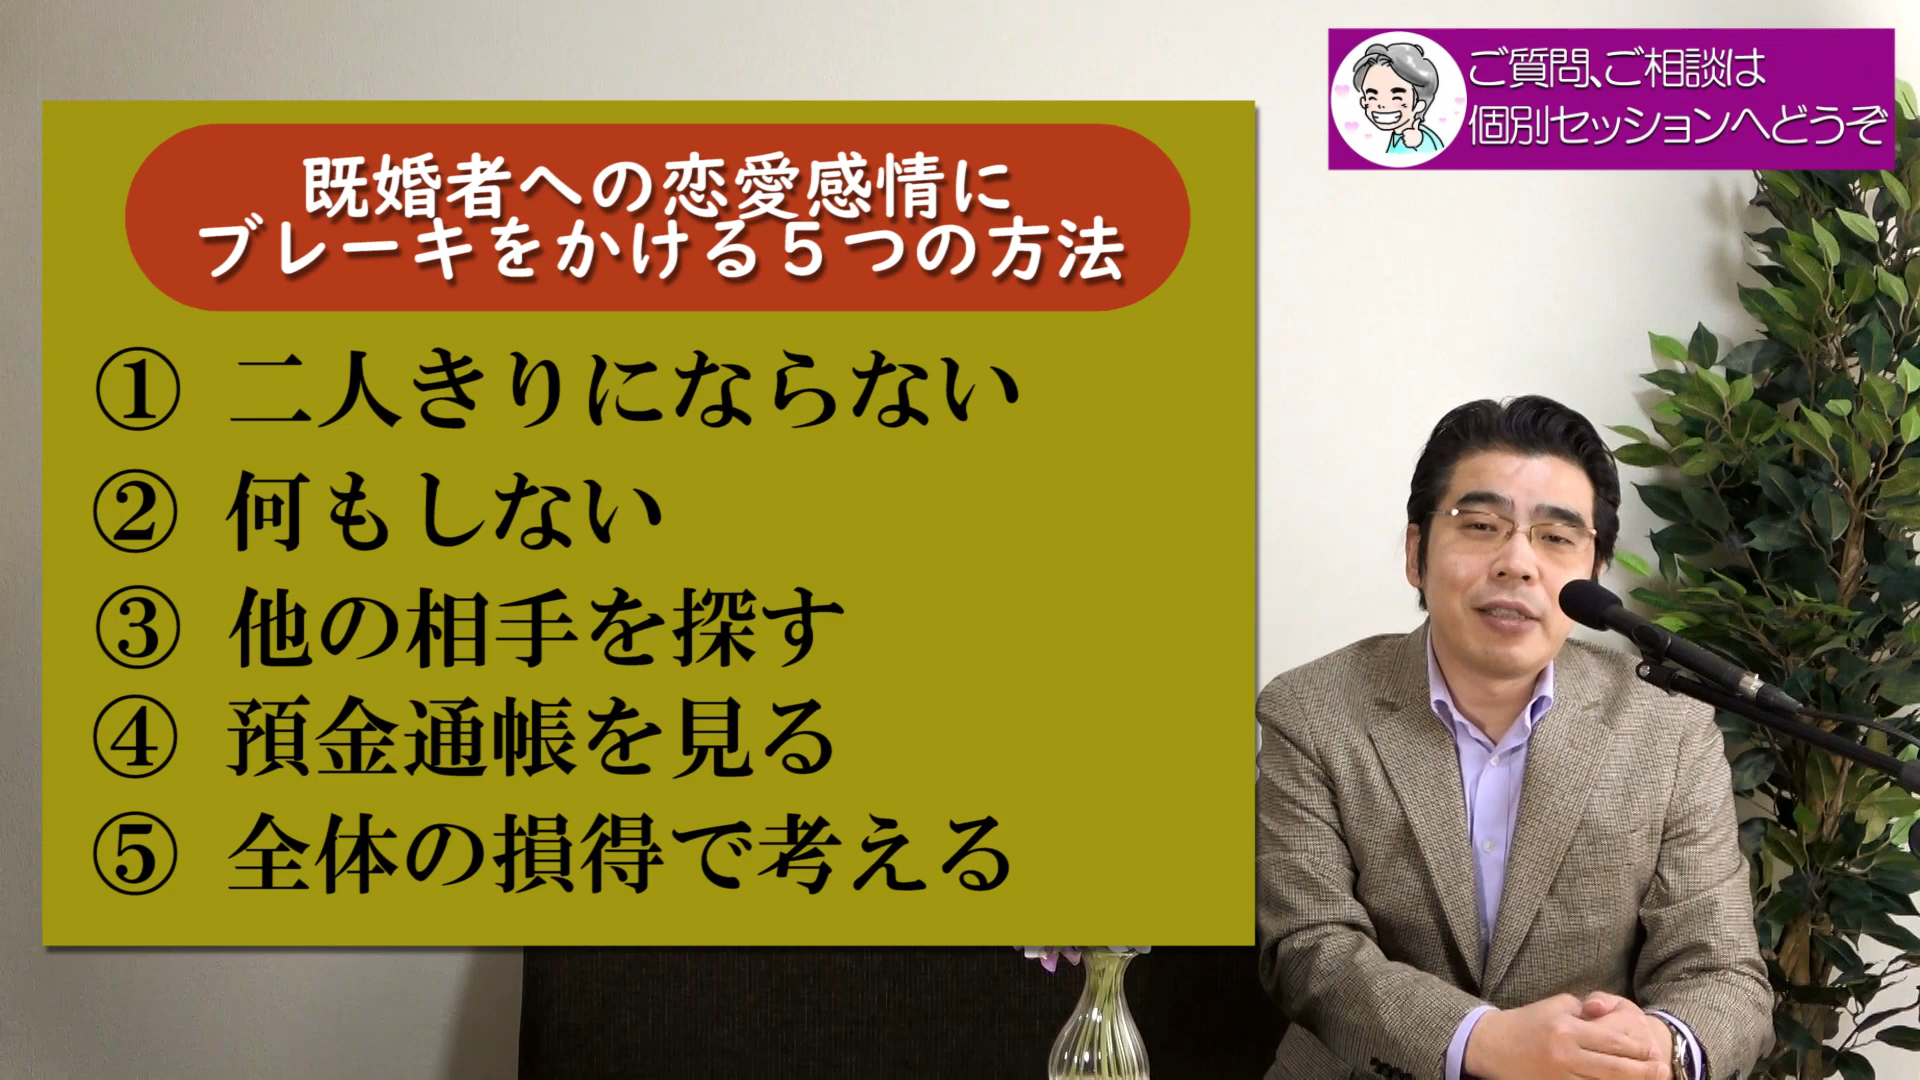 既婚者への恋愛感情に
ブレーキをかける５つの方法
① 二人きりにならない
② 何もしない
③ 他の相手を探す
④ 預金通帳を見る
⑤ 全体の損得で考える
ご質問、ご相談は
個別セッションへどうぞ